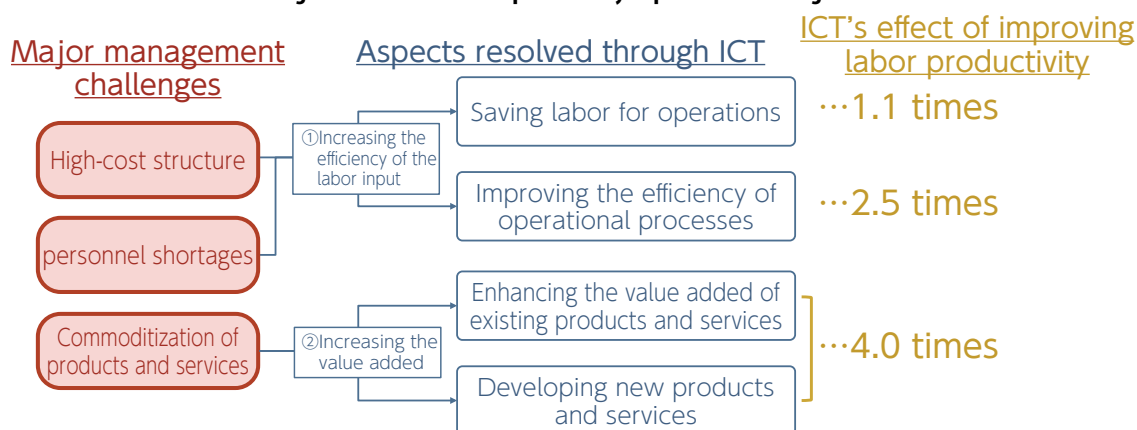 Major management
challenges
Aspects resolved through ICT
ICT's effect of improving
labor productivity
High-cost structure
personnel shortages
Commoditization of
products and services
①Increasing the
efficiency of the
labor input
②Increasing the
value added
Saving labor for operations
Improving the efficiency of
operational processes
Enhancing the value added of
existing products and services
Developing new products
and services
…1.1 times
…2.5 times
…4.0 times